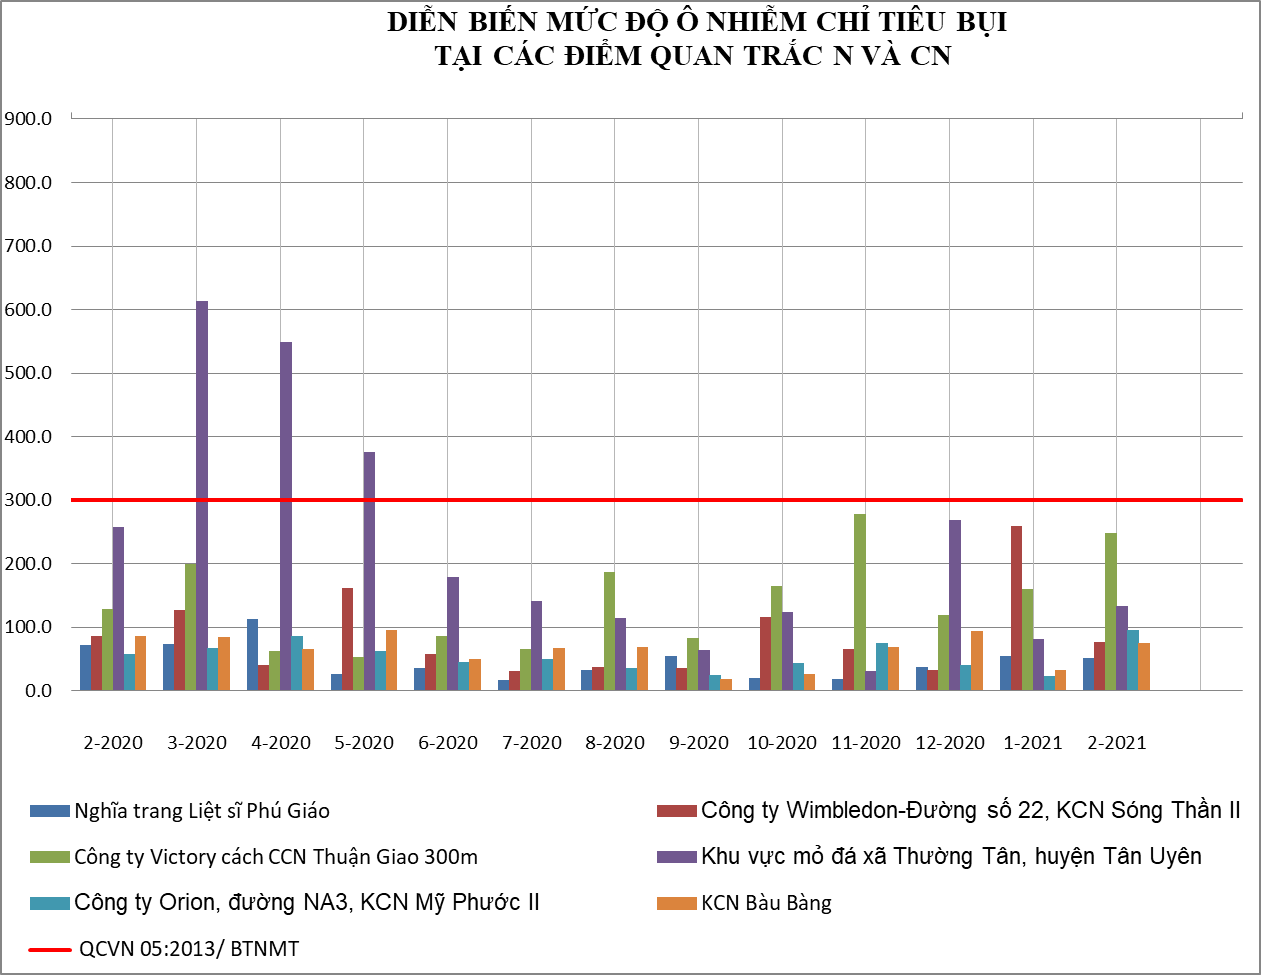 DIỄN BIẾN MỨC ĐỘ Ô NHIỄM CHỈ TIÊU BỤI
TẠI CÁC ĐIỂM QUAN TRẮC N VÀ CN
900.0
800.0
700.0
600.0
500.0
400.0
300.0
200.0
100.0
0.0
2-2020 3-2020 4-2020 5-2020 6-2020 7-2020 8-2020 9-2020 10-2020 11-2020 12-2020 1-2021 2-2021
Nghĩa trang Liệt sĩ Phú Giáo Công ty Wimbledon-Đường số 22, KCN Sóng Thần II
Công ty Victory cách CCN Thuận Giao 300m Khu vực mỏ đá xã Thường Tân, huyện Tân Uyên
Công ty Orion, đường NA3, KCN Mỹ Phước II KCN Bàu Bàng
QCVN 05:2013/ BTNMT